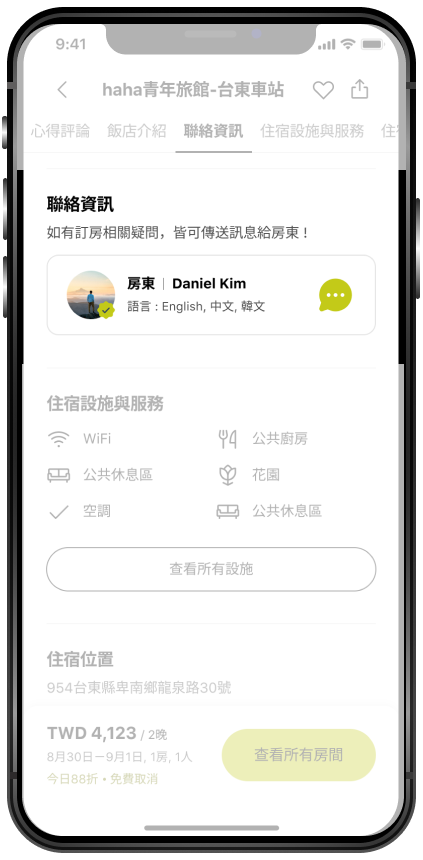 9:41
haha青年旅館-台東車站
心得評論 飯店介紹 聯絡資訊 住宿設施與服務 住
聯絡資訊
如有訂房相關疑問，皆可傳送訊息給房東！
房東 | Daniel Kim
語言 : English, 中文, 韓文
住宿設施與服務
WiFi 公共廚房
公共休息區 花園
空調 公共休息區
查看所有設施
住宿位置
954台東縣卑南鄉龍泉路30號
TWD 4,123 / 2晚
8月30日－9月1日, 1房, 1人
今日88折 • 免費取消
查看所有房間